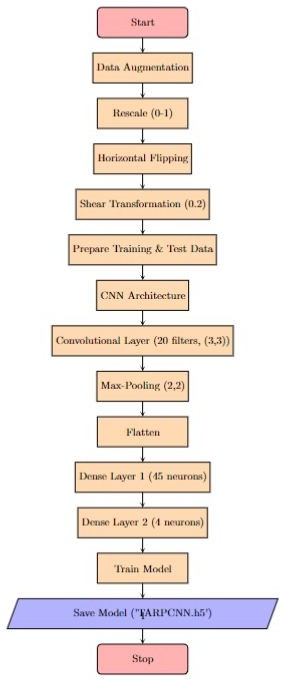 Start
Data Augmentation
Rescale (0-1)
Horizontal Flipping
Shear Transformation (0.2)
Prepare Training & Test Data
CNN Architecture
Convolutional Layer (20 filters, (3,3))
Max-Pooling (2,2)
Flatten
Dense Layer 1 (45 neurons)
Dense Layer 2 (4 neurons)
Train Model
Save Model ("TARPCNN.h5")
Stop